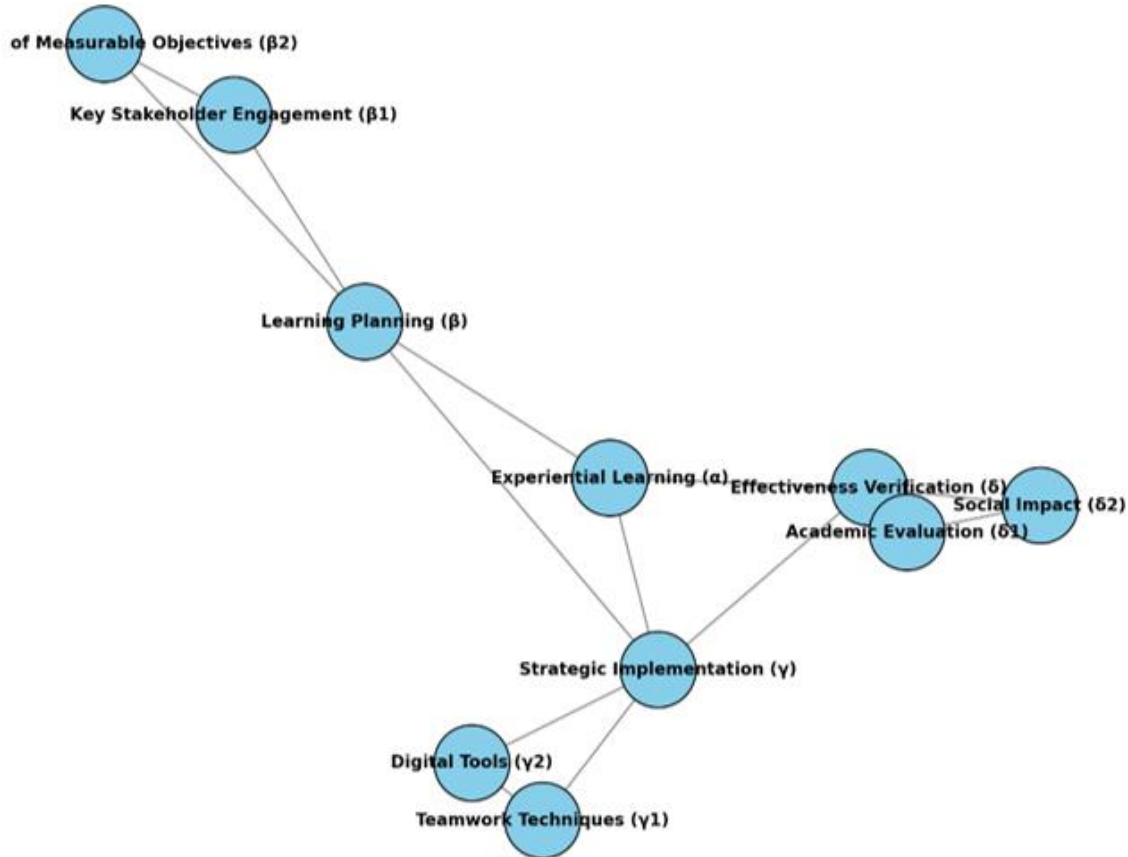 of Measurable Objectives (β2)
Key Stakeholder Engagement (β1)
Learning Planning (β)
Experiential Learning (α)
Effectiveness Verification (δ)
Social Impact (δ2)
Academic Evaluation (δ1)
Strategic Implementation (γ)
Digital Tools (γ2)
Teamwork Techniques (γ1)